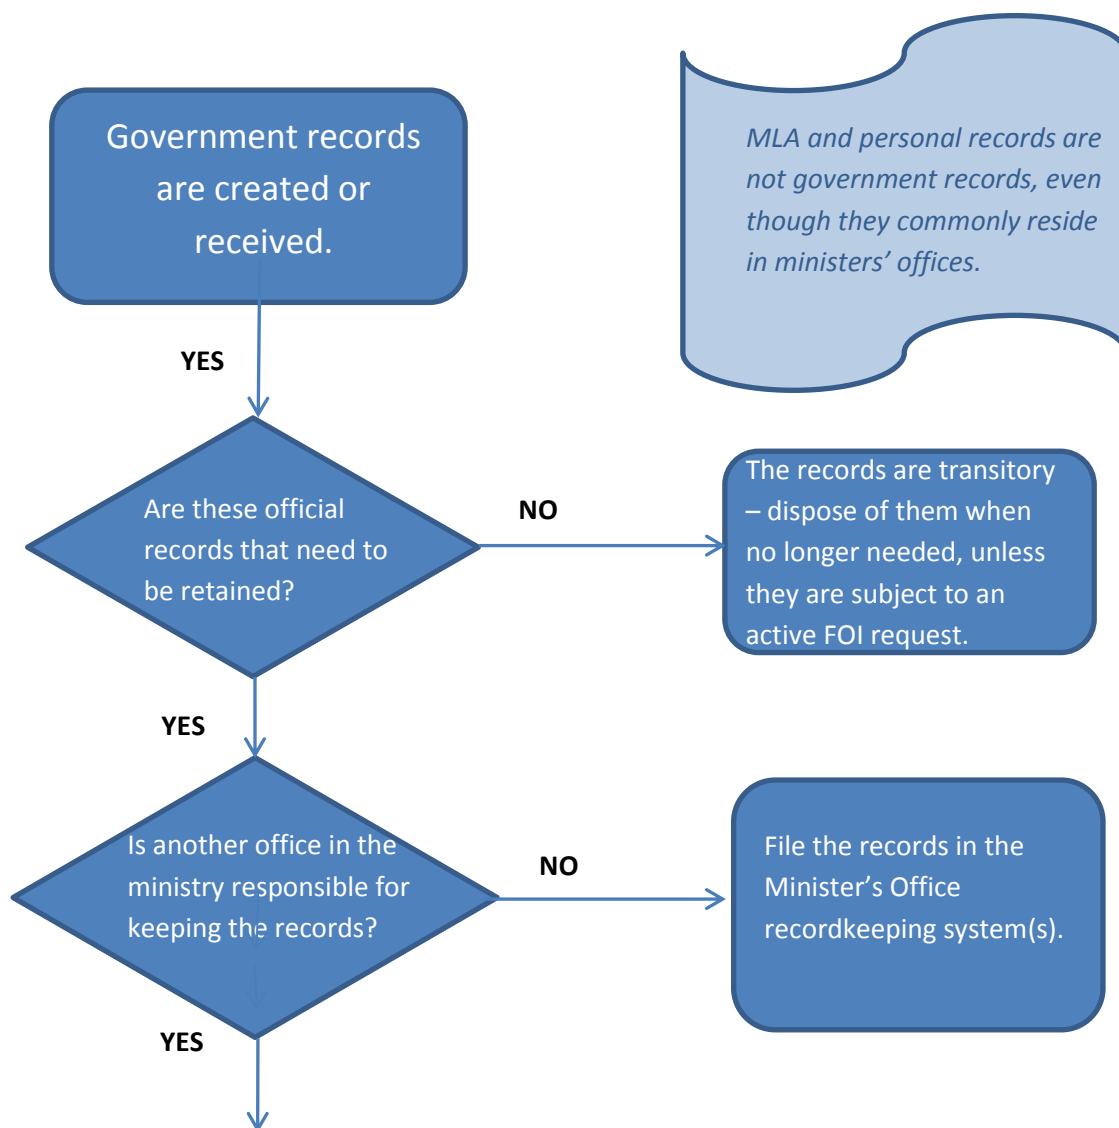 Government records
are created or
received.
MLA and personal records are
not government records, even
though they commonly reside
in ministers’ offices.
YES
Are these official
records that need to
be retained?
NO
The records are transitory
– dispose of them when
no longer needed, unless
they are subject to an
active FOI request.
YES
Is another office in the
ministry responsible for
keeping the records?
NO
File the records in the
Minister’s Office
recordkeeping system(s).
YES